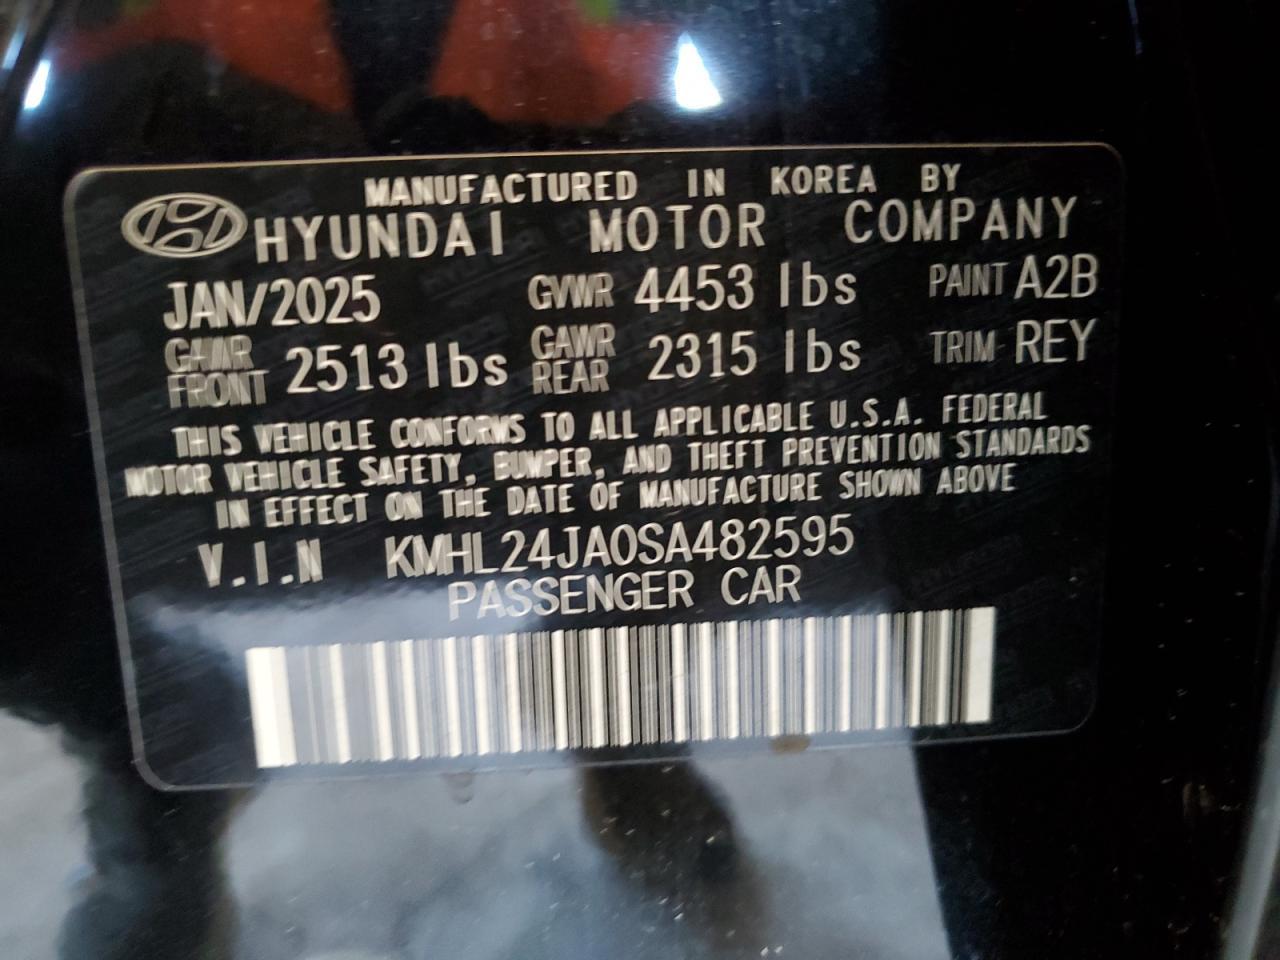 MANUFACTURED IN KOREA BY
HYUNDAI MOTOR COMPANY
JAN/2025 GVWR 4453 lbs PAINT A2B
GAWR FRONT 2513 lbs GAWR REAR 2315 lbs TRIM REY
THIS VEHICLE CONFORMS TO ALL APPLICABLE U.S.A. FEDERAL
MOTOR VEHICLE SAFETY, BUMPER, AND THEFT PREVENTION STANDARDS
IN EFFECT ON THE DATE OF MANUFACTURE SHOWN ABOVE
V.I.N KMHL24JA0SA482595
PASSENGER CAR